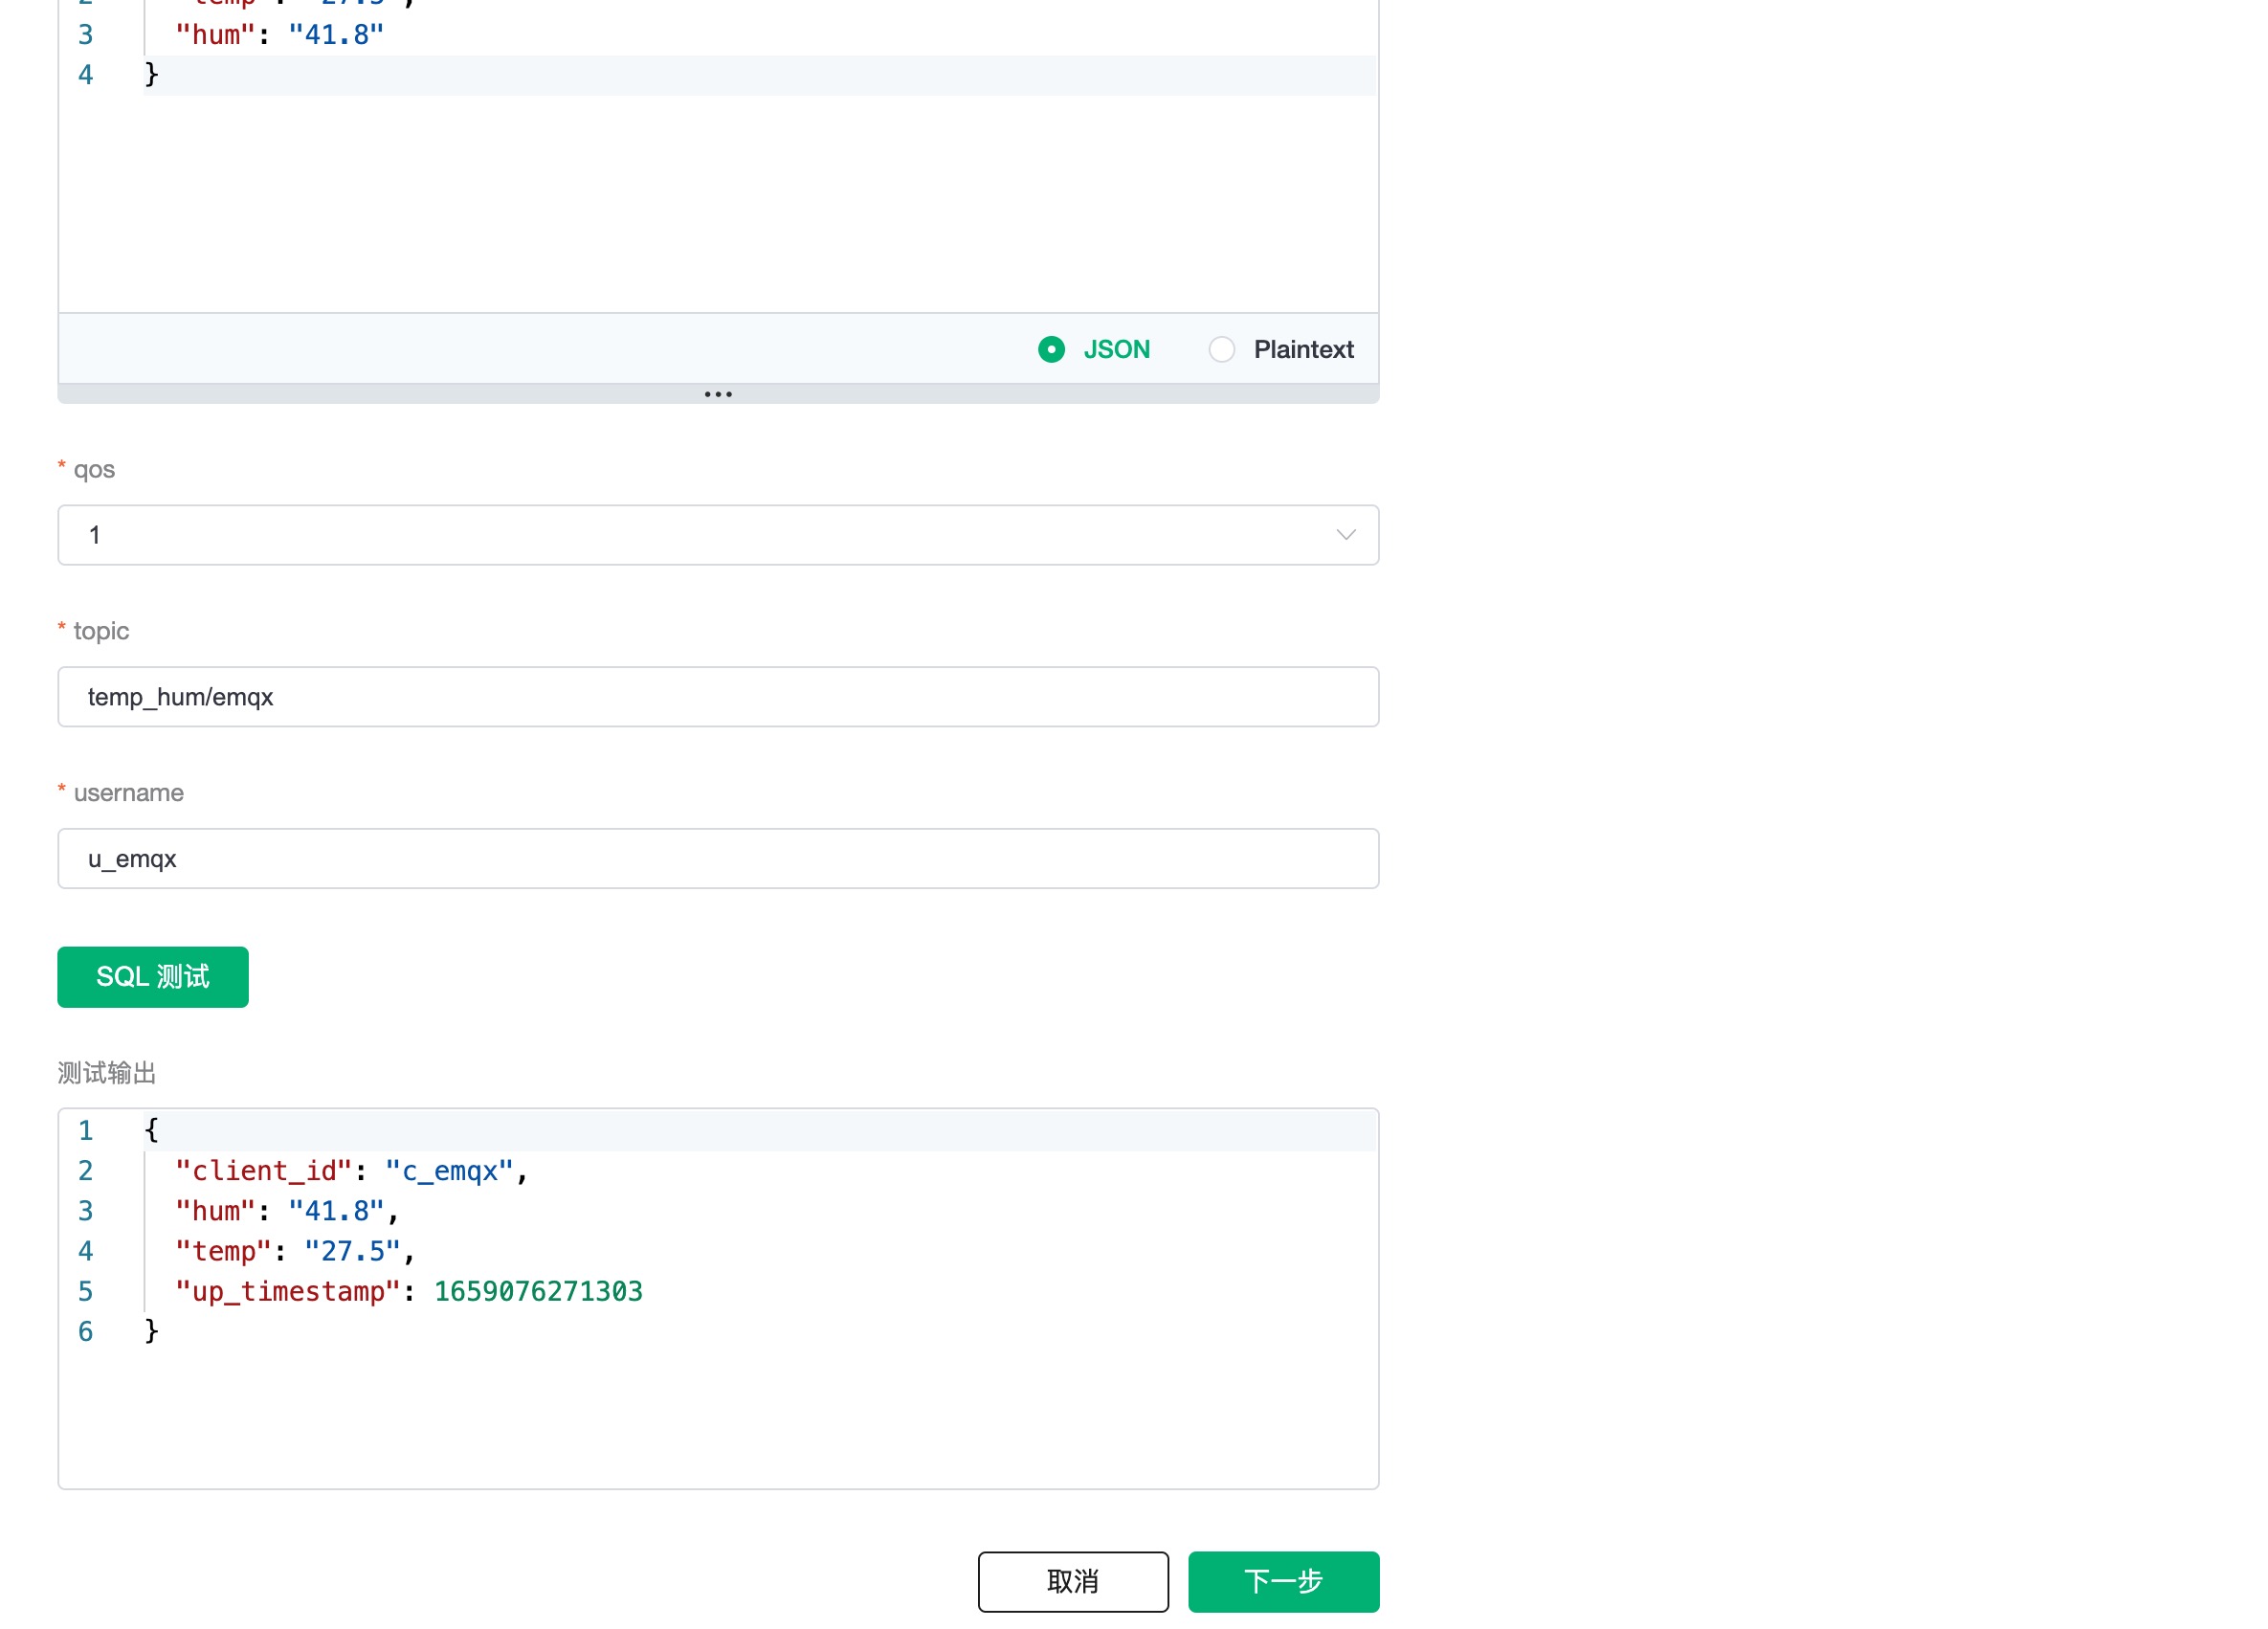 3 "hum": "41.8"
4 }
JSON Plaintext
* qos
1
* topic
temp_hum/emqx
* username
u_emqx
SQL 测试
测试输出
1 {
2 "client_id": "c_emqx",
3 "hum": "41.8",
4 "temp": "27.5",
5 "up_timestamp": 1659076271303
6 }
取消 下一步